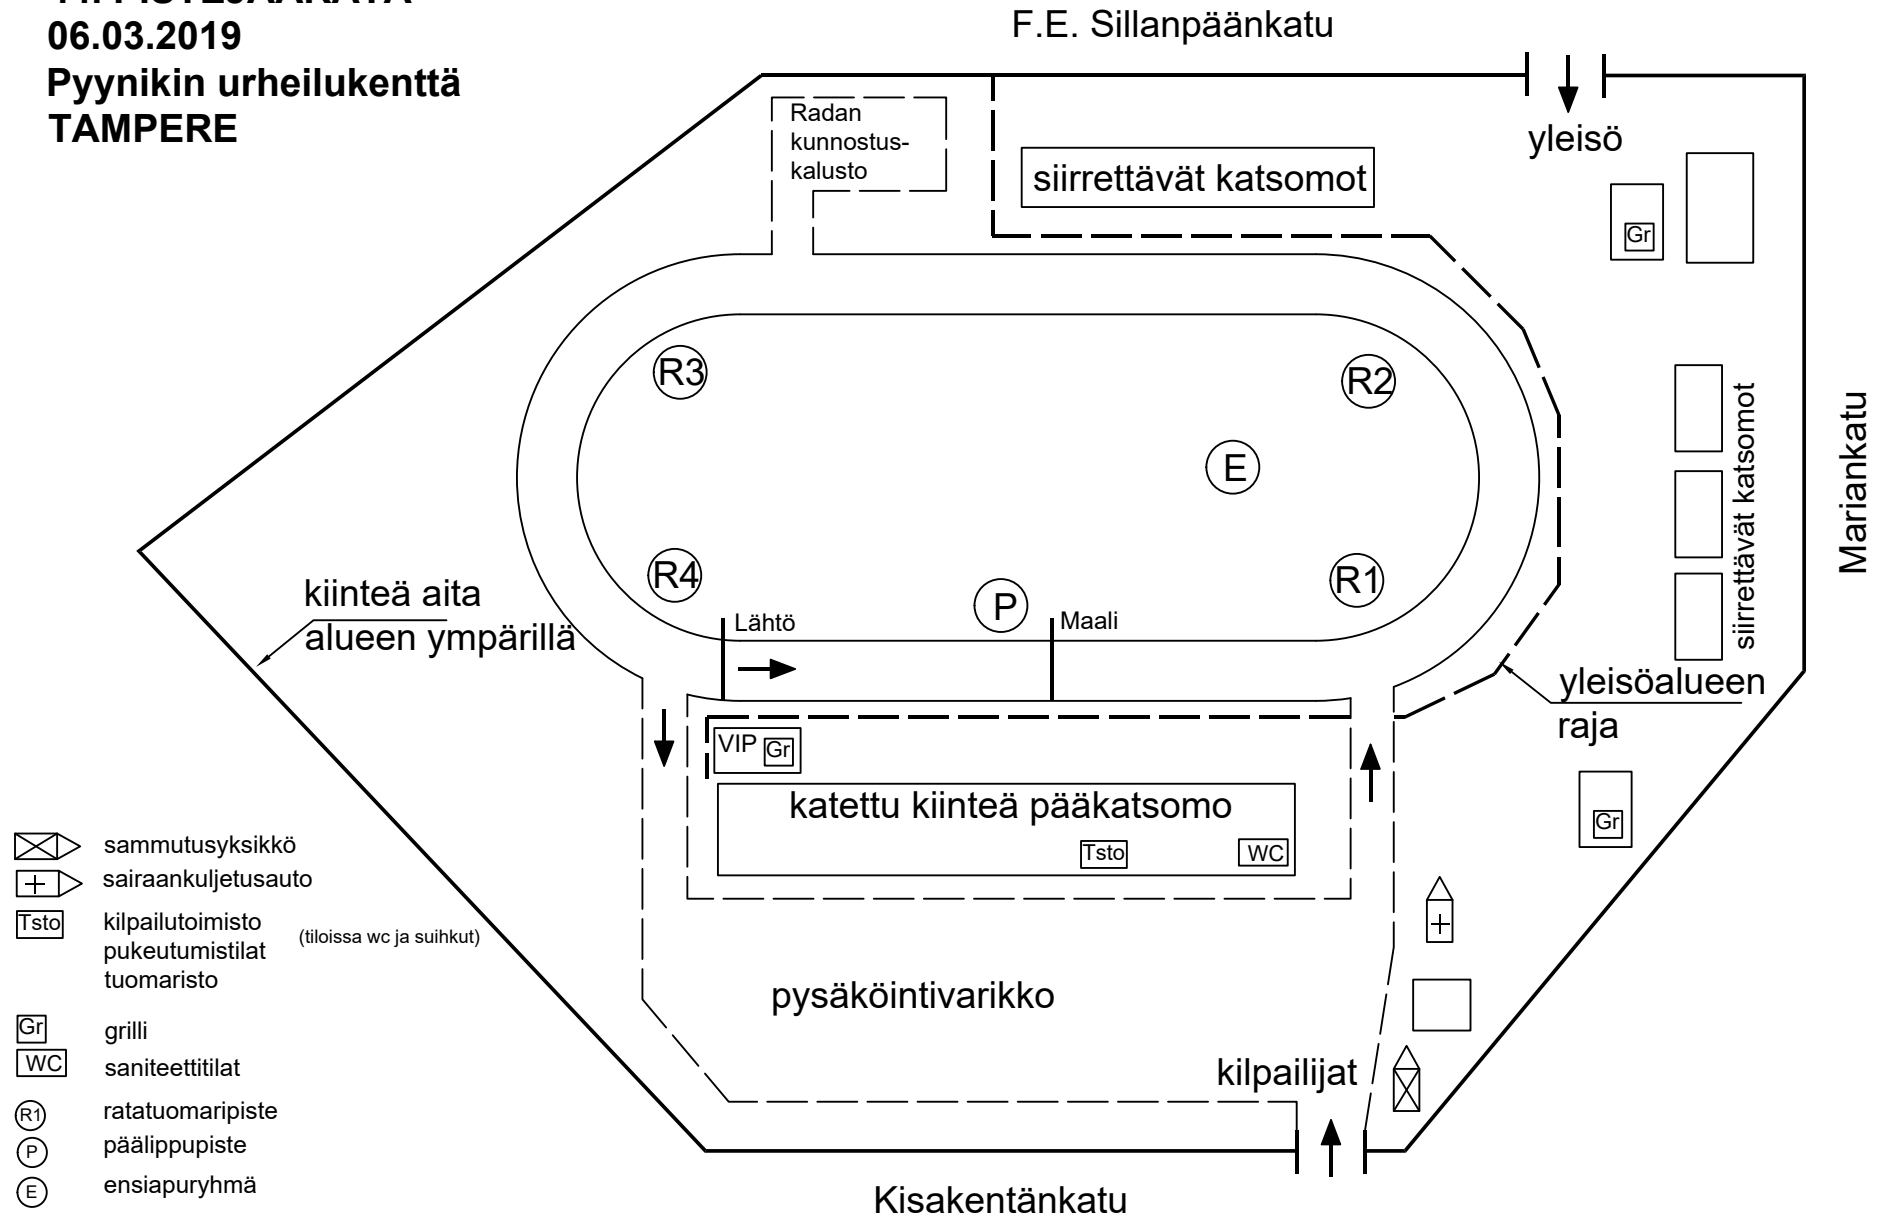 06.03.2019
Pyynikin urheilukenttä
TAMPERE
F.E. Sillanpäänkatu
yleisö
Radan
kunnostus-
kalusto
siirrettävät katsomot
Gr
R3
R2
E
siirrettävät katsomot
Mariankatu
kiinteä aita
alueen ympärillä
R4
P
R1
Lähtö
Maali
yleisöalueen
raja
VIP Gr
katettu kiinteä pääkatsomo
Tsto
WC
Gr
pysäköintivarikko
kilpailijat
Kisakentänkatu
sammutusyksikkö
sairaankuljetusauto
Tsto kilpailutoimisto
pukeutumistilat (tiloissa wc ja suihkut)
tuomaristo
Gr grilli
WC saniteettitilat
R1 ratatuomaripiste
P päälippupiste
E ensiapuryhmä